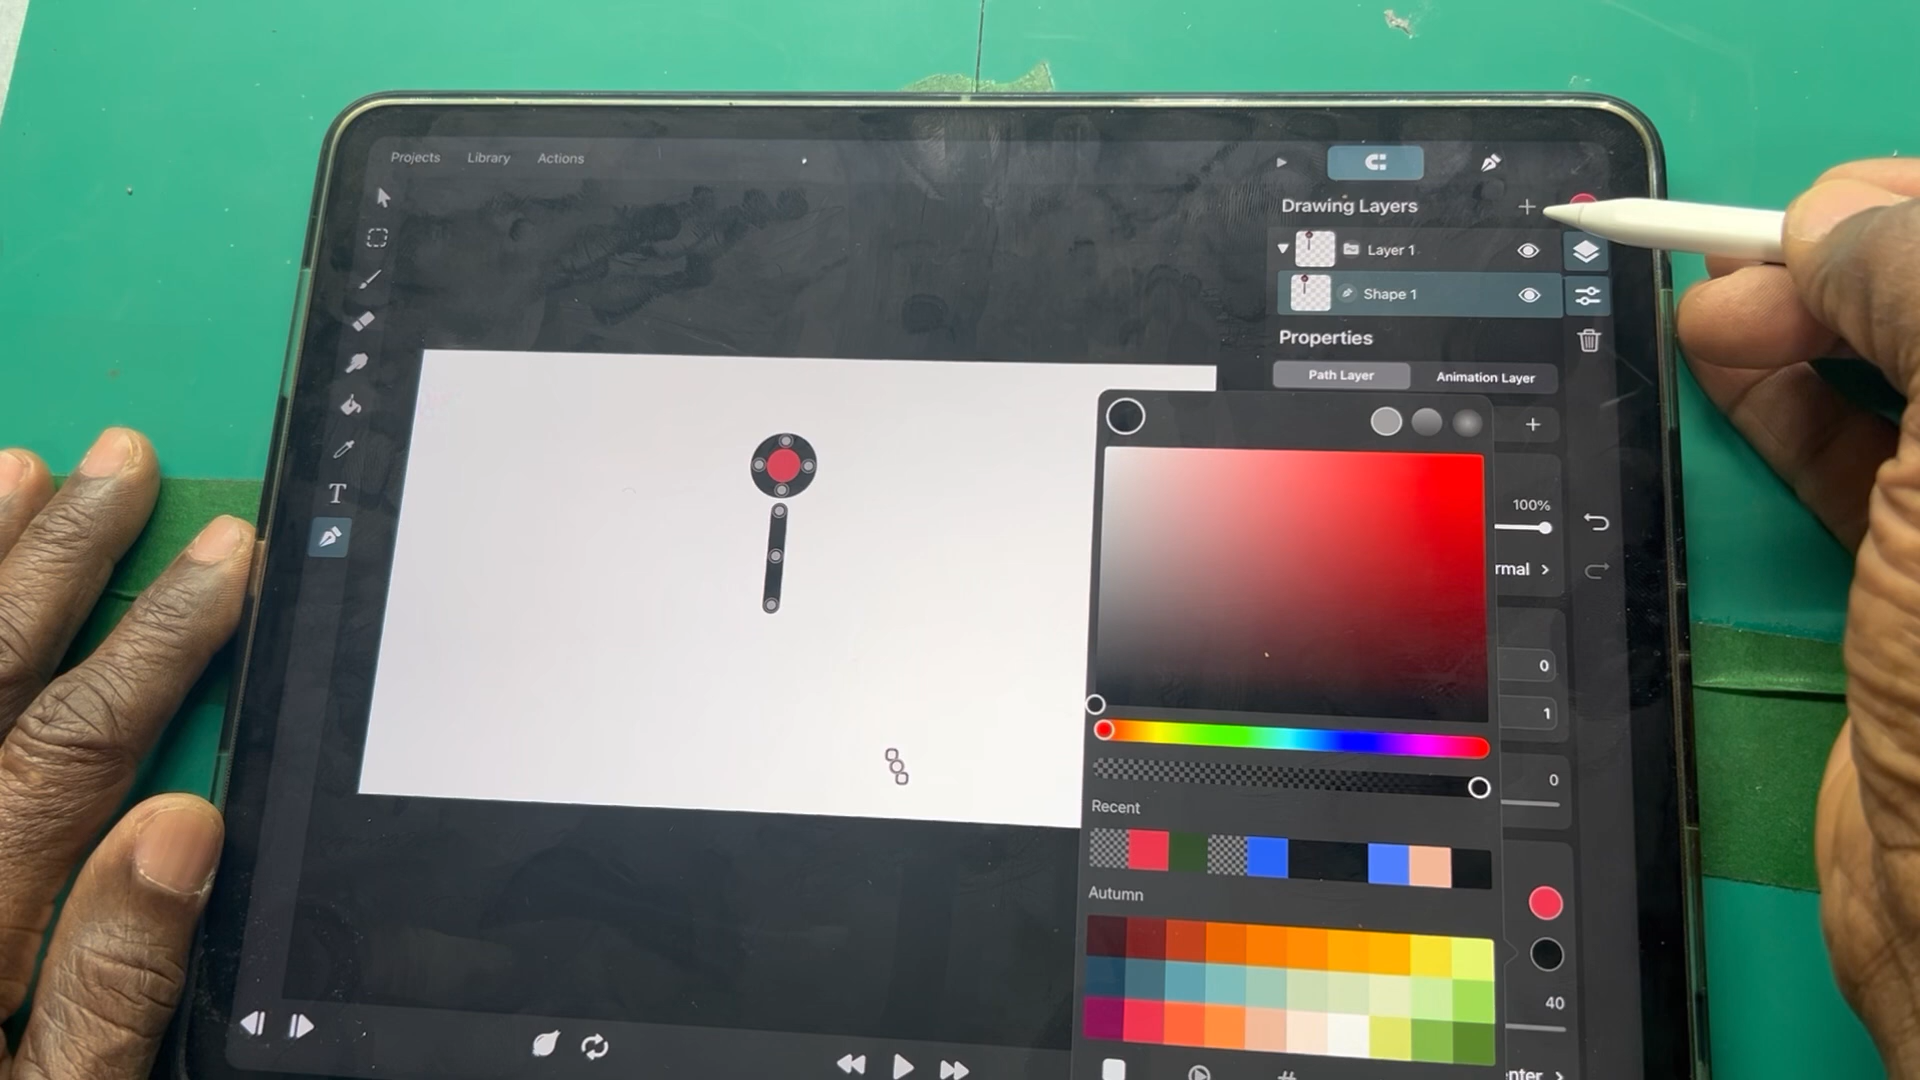 Projects Library Actions
Drawing Layers +
Layer 1
Shape 1
Properties
Path Layer Animation Layer
+
100%
T
rmal >
0
1
0
Recent
Autumn
40
#
nter >